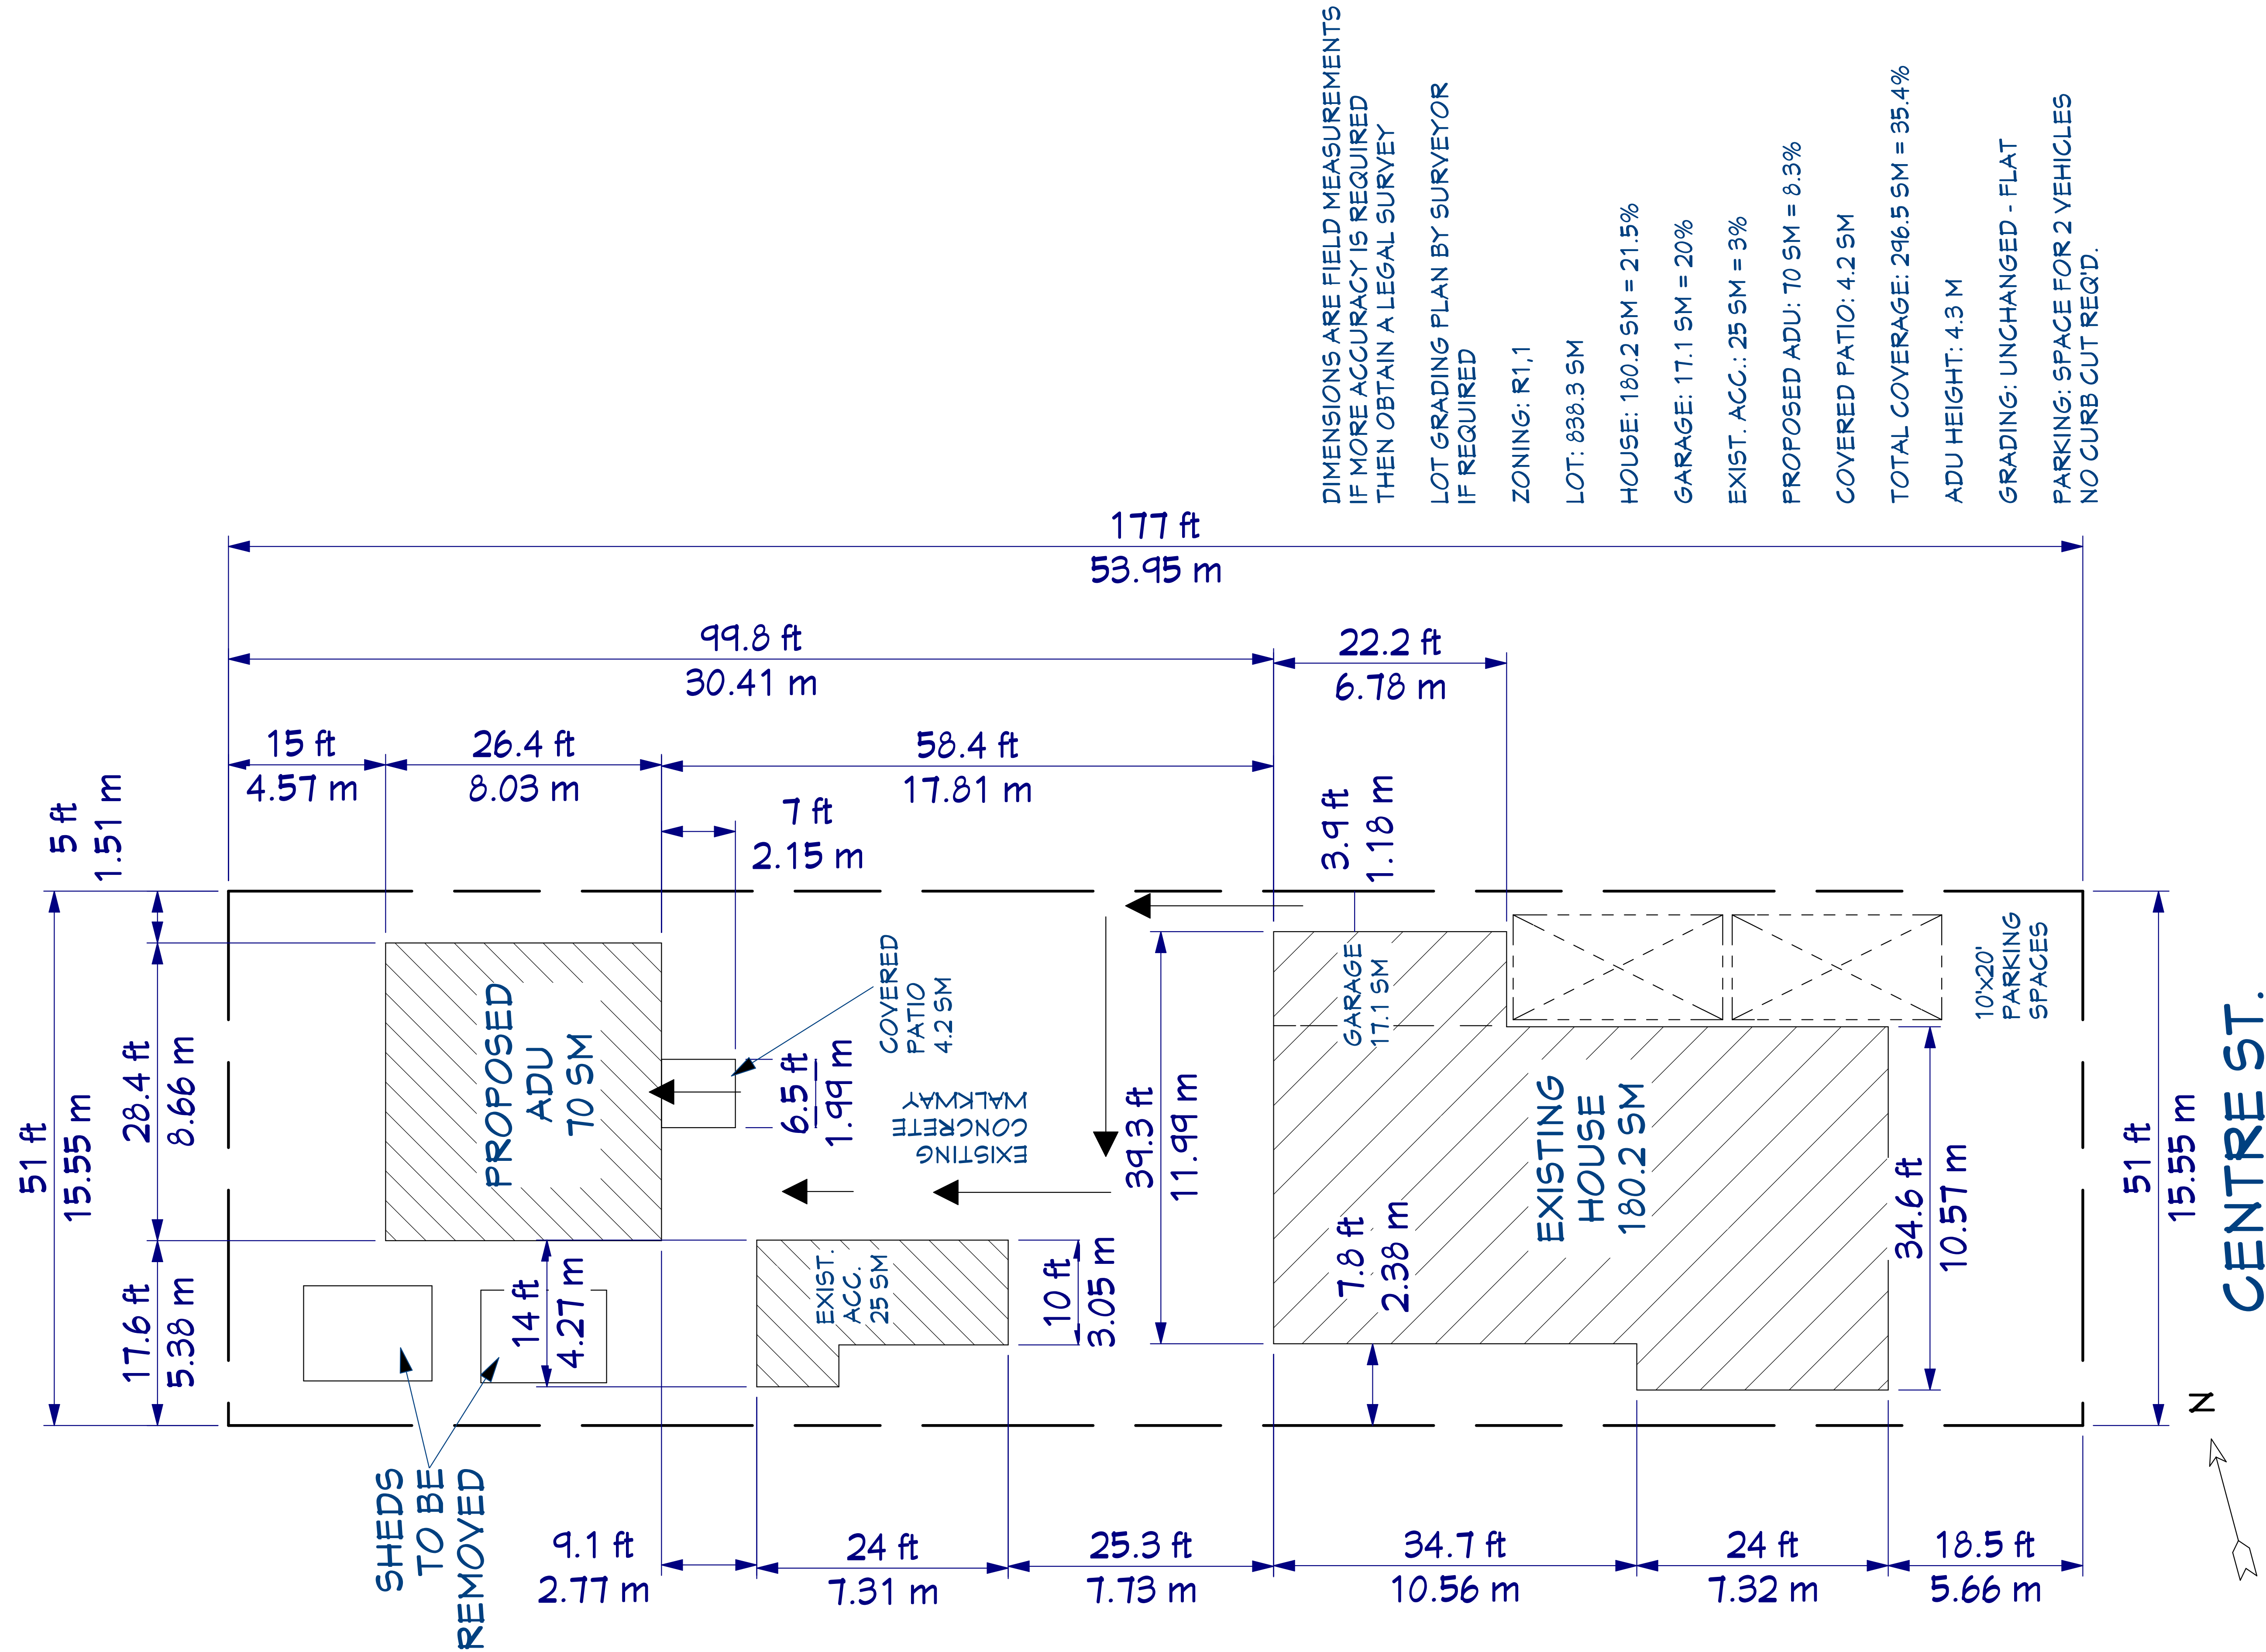 DIMENSIONS ARE FIELD MEASUREMENTS
IF MORE ACCURACY IS REQUIRED
THEN OBTAIN A LEGAL SURVEY
LOT GRADING PLAN BY SURVEYOR
IF REQUIRED
ZONING: R1,1
LOT: 838.3 SM
HOUSE: 180.2 SM = 21.5%
GARAGE: 17.1 SM = 20%
EXIST. ACC.: 25 SM = 3%
PROPOSED ADU: 70 SM = 8.3%
COVERED PATIO: 4.2 SM
TOTAL COVERAGE: 296.5 SM = 35.4%
ADU HEIGHT: 4.3 M
GRADING: UNCHANGED - FLAT
PARKING: SPACE FOR 2 VEHICLES
NO CURB CUT REQ'D.
177 ft
53.95 m
99.8 ft
30.41 m
22.2 ft
6.78 m
15 ft
4.57 m
26.4 ft
8.03 m
58.4 ft
17.81 m
7 ft
2.15 m
5 ft
1.51 m
3.9 ft
1.18 m
51 ft
15.55 m
28.4 ft
8.66 m
17.6 ft
5.38 m
PROPOSED
ADU
70 SM
COVERED
PATIO
4.2 SM
6.5 ft
1.99 m
EXISTING
CONCRETE
WALKWAY
39.3 ft
11.99 m
GARAGE
17.1 SM
10'x20'
PARKING
SPACES
EXISTING
HOUSE
180.2 SM
7.8 ft
2.38 m
34.6 ft
10.57 m
51 ft
15.55 m
CENTRE ST.
14 ft
4.27 m
EXIST.
ACC.
25 SM
10 ft
3.05 m
SHEDS
TO BE
REMOVED
9.1 ft
2.77 m
24 ft
7.31 m
25.3 ft
7.73 m
34.7 ft
10.56 m
24 ft
7.32 m
18.5 ft
5.66 m
N